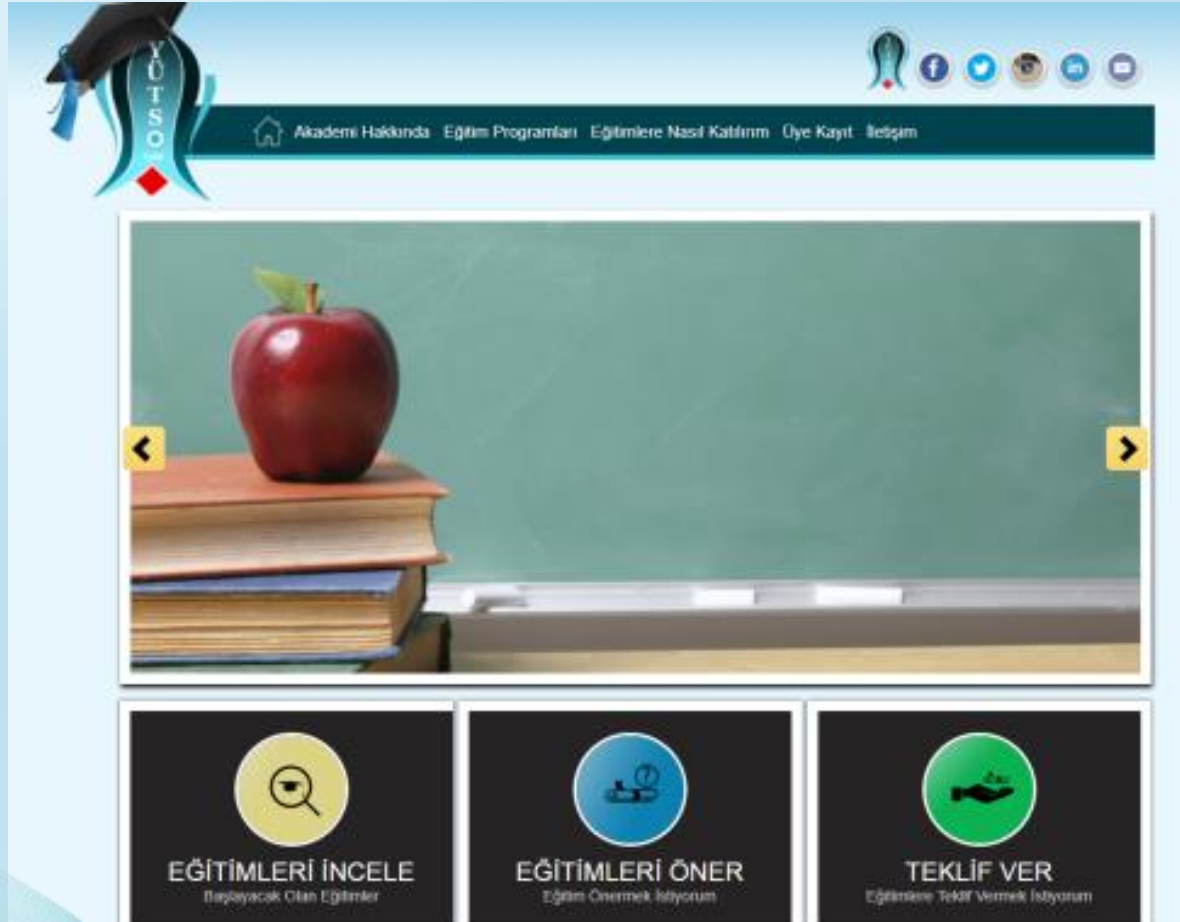 YÜTSO
Akademi Hakkında Eğitim Programları Eğitimlere Nasıl Katılırım Üye Kayıt İletişim
EĞİTİMLERİ İNCELE
Başlayacak Olan Eğitimler
EĞİTİMLERİ ÖNER
Eğitim Önermek İstiyorum
TEKLİF VER
Eğitimlere Teklif Vermek İstiyorum